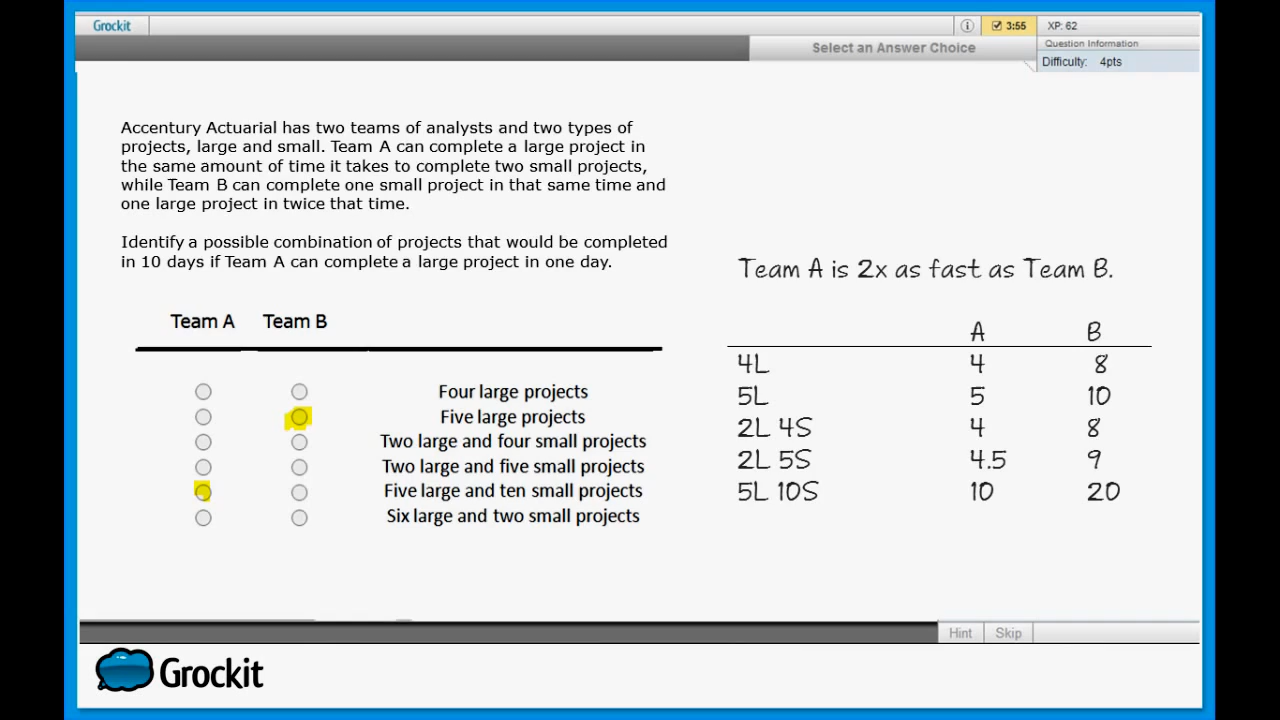 Grockit
3:55
XP: 62
Select an Answer Choice
Question Information
Difficulty: 4pts
Accentury Actuarial has two teams of analysts and two types of
projects, large and small. Team A can complete a large project in
the same amount of time it takes to complete two small projects,
while Team B can complete one small project in that same time and
one large project in twice that time.
Identify a possible combination of projects that would be completed
in 10 days if Team A can complete a large project in one day.
Team A Team B
Four large projects
Five large projects
Two large and four small projects
Two large and five small projects
Five large and ten small projects
Six large and two small projects
Team A is 2x as fast as Team B.
A B
4L 4 8
5L 5 10
2L 4S 4 8
2L 5S 4.5 9
5L 10S 10 20
Hint Skip
Grockit